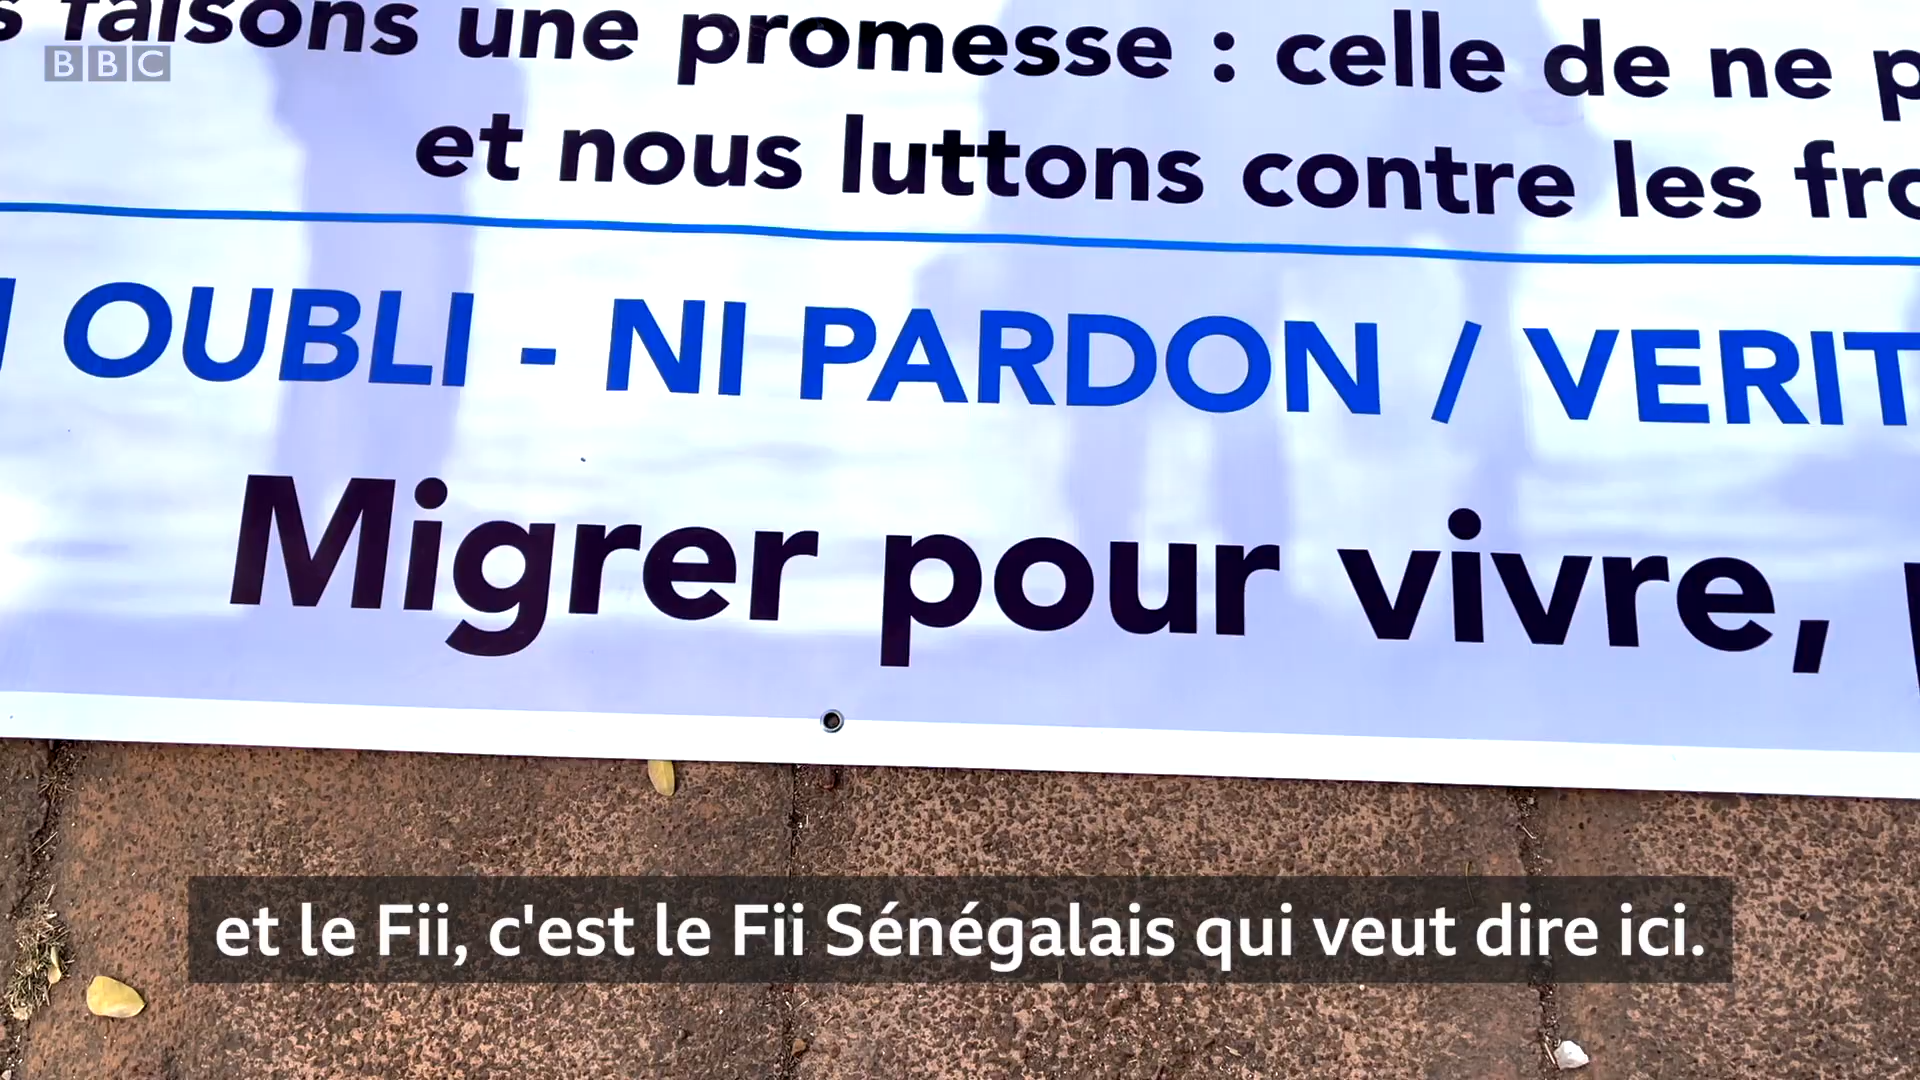 faisons une promesse : celle de ne
BBC
et nous luttons contre les
OUBLI - NI PARDON /
Migrer pour vivre,
et le Fii, c'est le Fii Sénégalais qui veut dire ici.